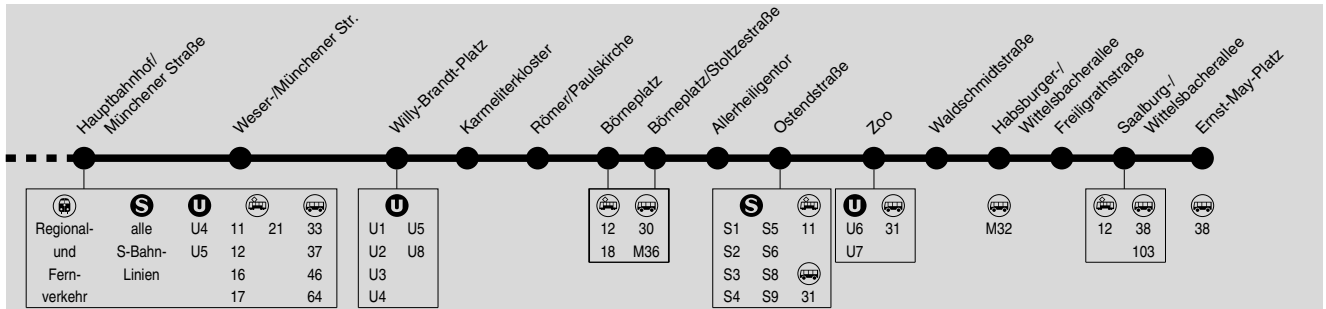 Hauptbahnhof/
Münchener Straße
Weser-/Münchener Str.
Willy-Brandt-Platz
Karmeliterkloster
Römer/Paulskirche
Börneplatz
Börneplatz/Stoltzestraße
Allerheiligentor
Ostendstraße
Zoo
Waldschmidtstraße
Habsburger-/
Wittelsbacherallee
Freiligrathstraße
Saalburg-/
Wittelsbacherallee
Ernst-May-Platz
S U
Regional- alle U4 11 21 33
und S-Bahn- U5 12 37
Fern- Linien 16 46
verkehr 17 64
U
U1 U5
U2 U8
U3
U4
12 30
18 M36
S
S1 S5 11
S2 S6
S3 S8
S4 S9 31
U
U6 31
U7
M32
12 38
103
38